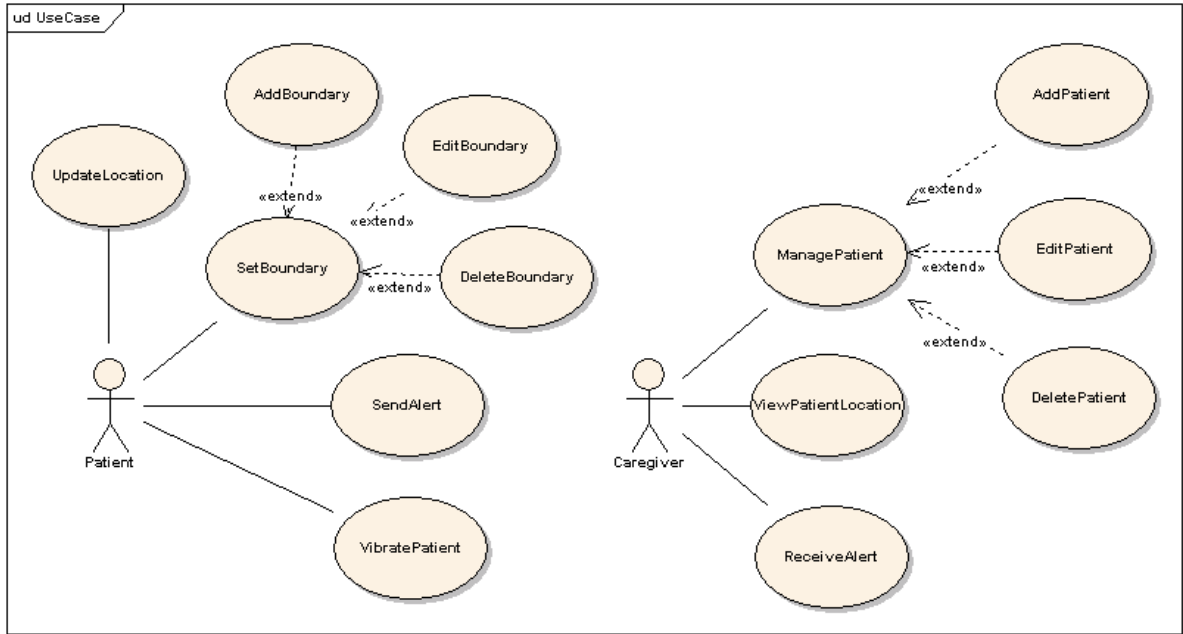 ud UseCase
AddBoundary
AddPatient
EditBoundary
UpdateLocation
«extend»
«extend»
«extend»
SetBoundary
DeleteBoundary
«extend»
ManagePatient
EditPatient
«extend»
«extend»
SendAlert
ViewPatientLocation
DeletePatient
Patient
Caregiver
VibratePatient
ReceiveAlert